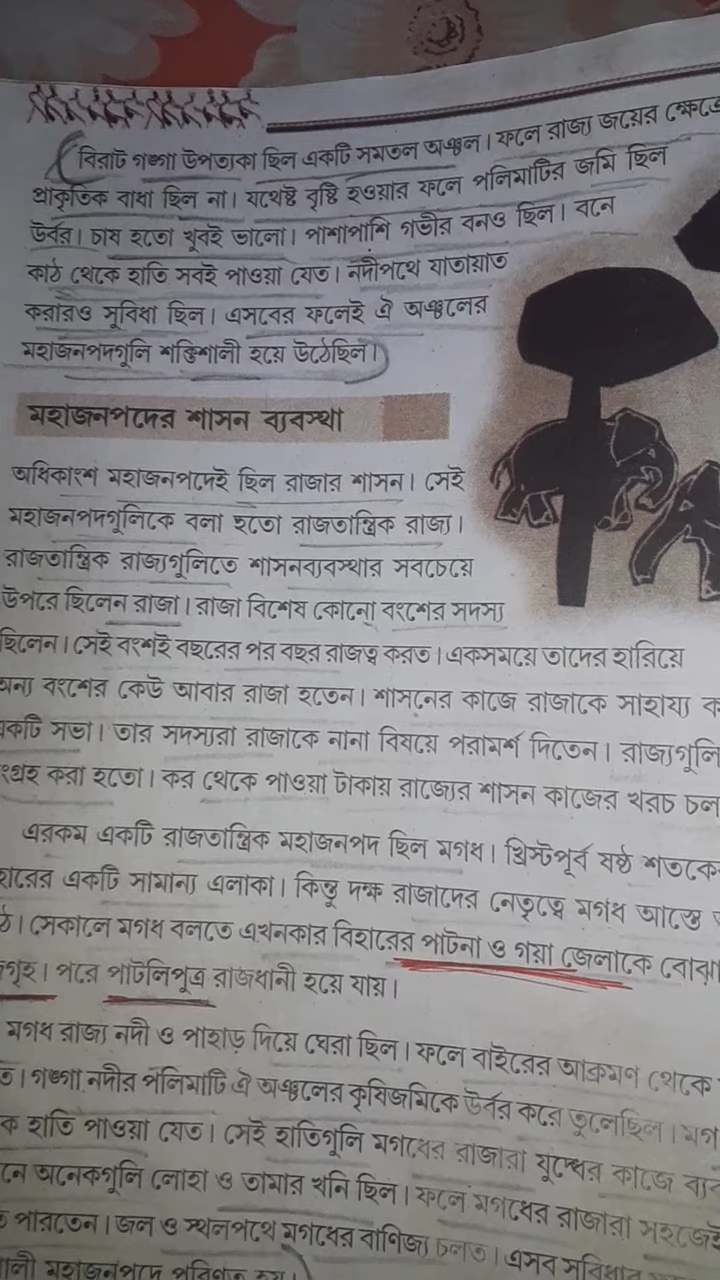 বিরাট গঙ্গা উপত্যকা ছিল একটি সমতল অঞ্চল। ফলে রাজ্য জয়ের ক্ষেত্রে
প্রাকৃতিক বাধা ছিল না। যথেষ্ট বৃষ্টি হওয়ার ফলে পলিমাটির জমি ছিল
উর্বর। চাষ হতো খুবই ভালো। পাশাপাশি গভীর বনও ছিল। বনে
কাঠ থেকে হাতি সবই পাওয়া যেত। নদীপথে যাতায়াত
করারও সুবিধা ছিল। এসবের ফলেই ঐ অঞ্চলের
মহাজনপদগুলি শক্তিশালী হয়ে উঠেছিল।
মহাজনপদের শাসন ব্যবস্থা
অধিকাংশ মহাজনপদেই ছিল রাজার শাসন। সেই
মহাজনপদগুলিকে বলা হতো রাজতান্ত্রিক রাজ্য।
রাজতান্ত্রিক রাজ্যগুলিতে শাসনব্যবস্থার সবচেয়ে
উপরে ছিলেন রাজা। রাজা বিশেষ কোনো বংশের সদস্য
ছিলেন। সেই বংশই বছরের পর বছর রাজত্ব করত। একসময়ে তাদের হারিয়ে
অন্য বংশের কেউ আবার রাজা হতেন। শাসনের কাজে রাজাকে সাহায্য ক
একটি সভা। তার সদস্যরা রাজাকে নানা বিষয়ে পরামর্শ দিতেন। রাজ্যগুলি
করা হতো। কর থেকে পাওয়া টাকায় রাজ্যের শাসন কাজের খরচ চল
এরকম একটি রাজতান্ত্রিক মহাজনপদ ছিল মগধ। খ্রিস্টপূর্ব ষষ্ঠ শতকে
একটি সামান্য এলাকা। কিন্তু দক্ষ রাজাদের নেতৃত্বে মগধ আস্তে
ঠে। সেকালে মগধ বলতে এখনকার বিহারের পাটনা ও গয়া জেলাকে বোঝা
গৃহ। পরে পাটলিপুত্র রাজধানী হয়ে যায়।
মগধ রাজ্য নদী ও পাহাড় দিয়ে ঘেরা ছিল। ফলে বাইরের আক্রমণ থেকে
ত। গঙ্গা নদীর পলিমাটি ঐ অঞ্চলের কৃষিজমিকে উর্বর করে তুলেছিল। মগ
ক হাতি পাওয়া যেত। সেই হাতিগুলি মগধের রাজারা যুদ্ধের কাজে ব্যব
নে অনেকগুলি লোহা ও তামার খনি ছিল। ফলে মগধের রাজারা সহজেই
পারতেন। জল ও স্থলপথে মগধের বাণিজ্য চলত। এসব সুবিধার
মহাজনপদে পরিণত হয়।